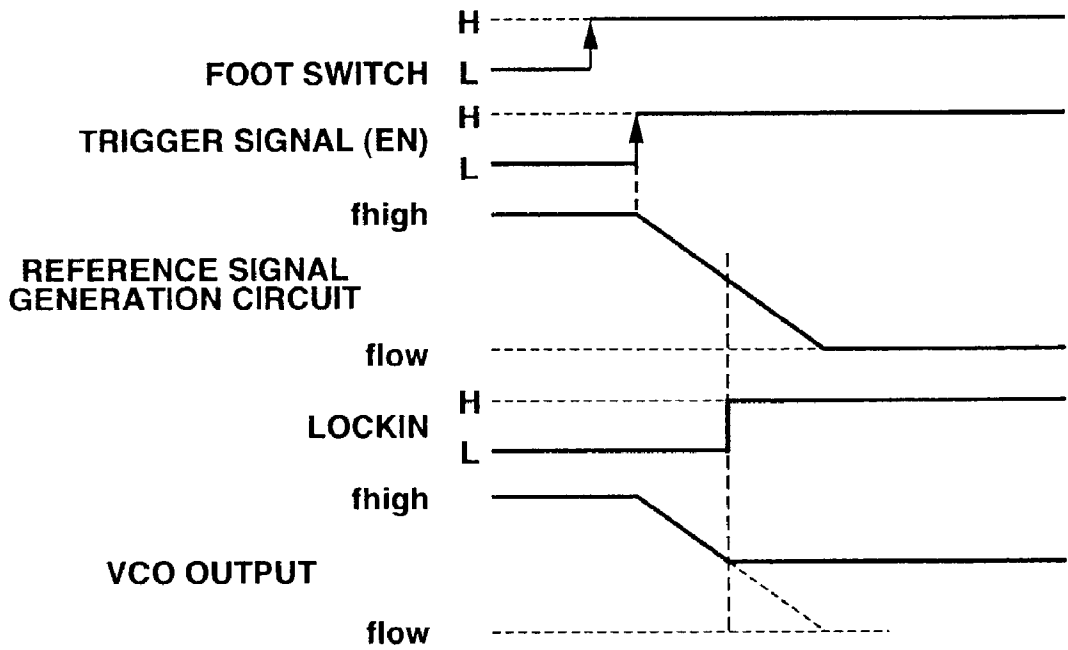 H
FOOT SWITCH L
H
TRIGGER SIGNAL (EN)
L
fhigh
REFERENCE SIGNAL
GENERATION CIRCUIT
flow
H
LOCKIN
L
fhigh
VCO OUTPUT
flow